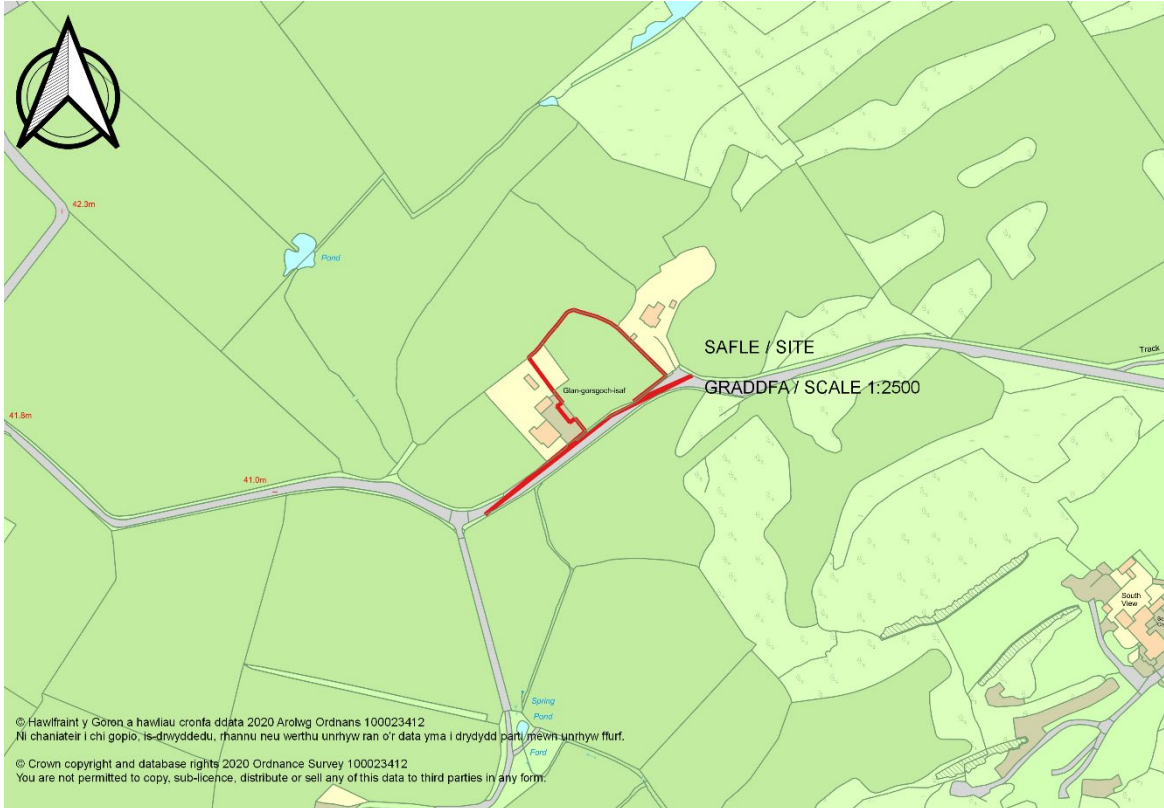 42.3m
Pond
SAFLE / SITE
Track
GRADDFA / SCALE 1:2500
Glan-gorsgoch-isaf
41.8m
41.0m
South
View
Spring
Pond
Ford
© Hawlfraint y Goron a hawliau cronfa ddata 2020 Arolwg Ordnans 100023412
Ni chaniateir i chi gopïo, is-drwyddedu, rhannu neu werthu unrhyw ran o'r data yma i drydydd parti mewn unrhyw ffurf.
© Crown copyright and database rights 2020 Ordnance Survey 100023412
You are not permitted to copy, sub-licence, distribute or sell any of this data to third parties in any form.